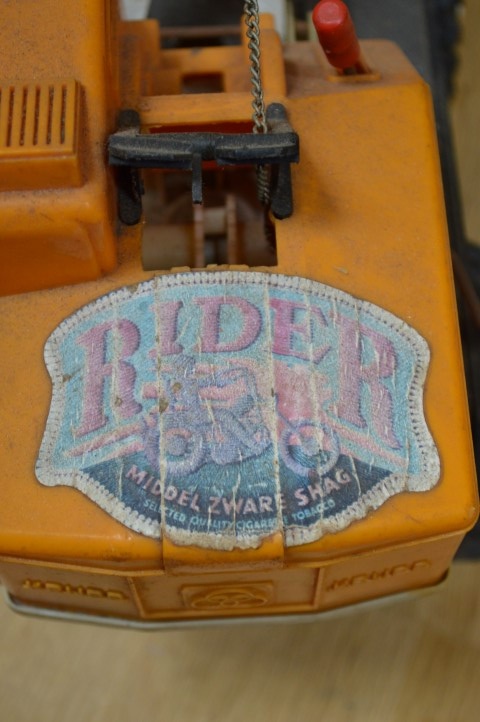 RIDER
MIDDEL ZWARE SHAG
SELECTED QUALITY CIGARETTE TOBACCO